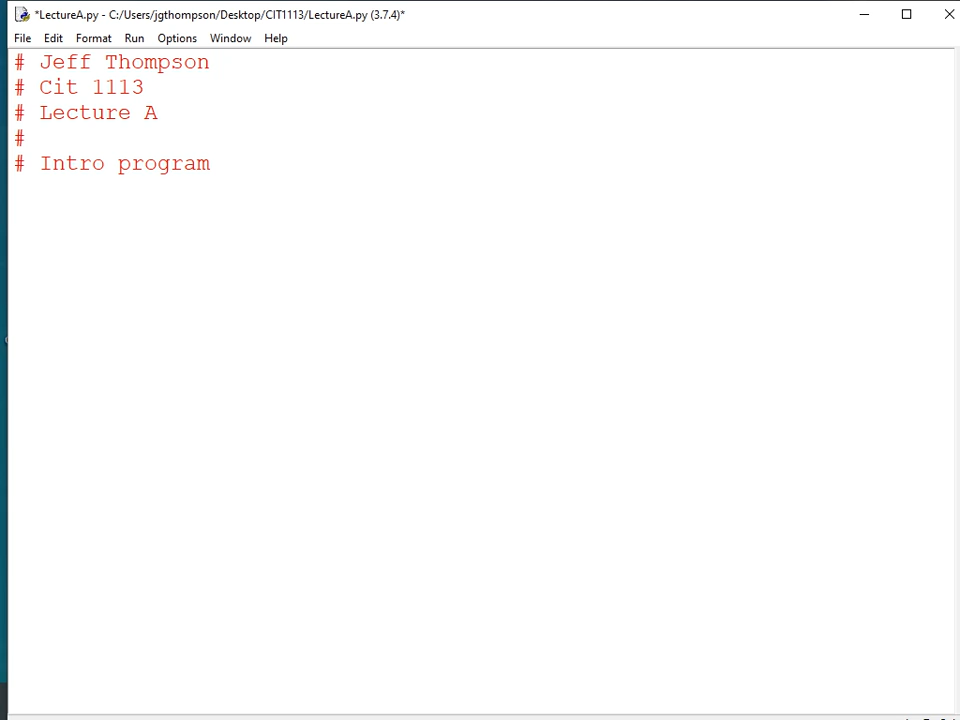 *LectureA.py - C:/Users/jgthompson/Desktop/CIT1113/LectureA.py (3.7.4)*
File Edit Format Run Options Window Help
# Jeff Thompson
# Cit 1113
# Lecture A
#
# Intro program